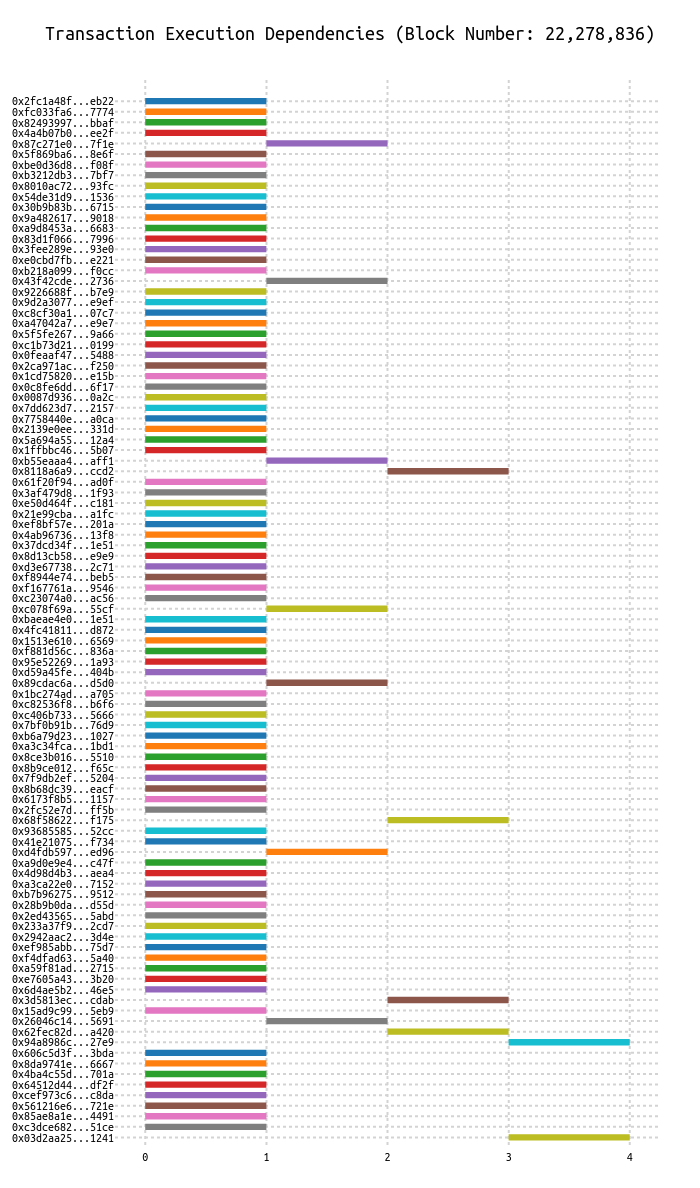 Transaction Execution Dependencies (Block Number: 22,278,836)
0x2fc1a48f...eb22
0xfc033fa6...7774
0x82493997...bbaf
0x4a4b07b0...ee2f
0x87c271e0...7f1e
0x5f869ba6...8e6f
0xbe0d36d8...f08f
0xb3212db3...7bf7
0x8010ac72...93fc
0x54de31d9...1536
0x30b9b83b...6715
0x9a482617...9018
0xa9d8453a...6683
0x83d1f066...7996
0x3fee289e...93e0
0xe0cbd7fb...e221
0xb218a099...f0cc
0x43f42cde...2736
0x9226688f...b7e9
0x9d2a3077...e9ef
0xc8cf30a1...07c7
0xa47042a7...e9e7
0x5f5fe267...9a66
0xc1b73d21...0199
0x0feaaf47...5488
0x2ca971ac...f250
0x1cd75820...e15b
0x0c8fe6dd...6f17
0x0087d936...0a2c
0x7dd623d7...2157
0x7758440e...a0ca
0x2139e0ee...331d
0x5a694a55...12a4
0x1ffbbc46...5b07
0xb55eaaa4...aff1
0x8118a6a9...ccd2
0x61f20f94...ad0f
0x3af479d8...1f93
0xe50d464f...c181
0x21e99cba...a1fc
0xef8bf57e...201a
0x4ab96736...13f8
0x37dcd34f...1e51
0x8d13cb58...e9e9
0xd3e67738...2c71
0xf8944e74...beb5
0xf167761a...9546
0xc23074a0...ac56
0xc078f69a...55cf
0xbaeae4e0...1e51
0x4fc41811...d872
0x1513e610...6569
0xf881d56c...836a
0x95e52269...1a93
0xd59a45fe...404b
0x89cdac6a...d5d0
0x1bc274ad...a705
0xc82536f8...b6f6
0xc406b733...5666
0x7bf0b91b...76d9
0xb6a79d23...1027
0xa3c34fca...1bd1
0x8ce3b016...5510
0x8b9ce012...f65c
0x7f9db2ef...5204
0x8b68dc39...eacf
0x6173f8b5...1157
0x2fc52e7d...ff5b
0x68f58622...f175
0x93685585...52cc
0x41e21075...f734
0xd4fdb597...ed96
0xa9d0e9e4...c47f
0x4d98d4b3...aea4
0xa3ca22e0...7152
0xb7b96275...9512
0x28b9b0da...d55d
0x2ed43565...5abd
0x233a37f9...2cd7
0x2942aac2...3d4e
0xef985abb...75d7
0xf4dfad63...5a40
0xa59f81ad...2715
0xe7605a43...3b20
0x6d4ae5b2...46e5
0x3d5813ec...cdab
0x15ad9c99...5eb9
0x26046c14...5691
0x62fec82d...a420
0x94a8986c...27e9
0x606c5d3f...3bda
0x8da9741e...6667
0x4ba4c55d...701a
0x64512d44...df2f
0xcef973c6...c8da
0x561216e6...721e
0x85ae8a1e...4491
0xc3dce682...51ce
0x03d2aa25...1241
0 1 2 3 4